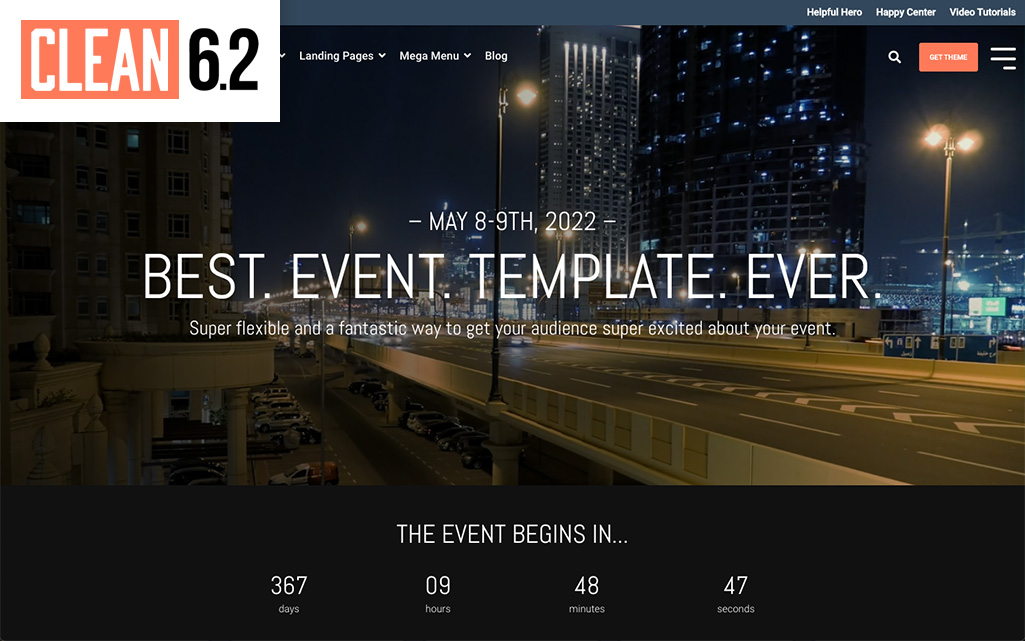 CLEAN 6.2
Helpful Hero Happy Center Video Tutorials
Landing Pages Mega Menu Blog
GET THEME
– MAY 8-9TH, 2022 –
BEST. EVENT. TEMPLATE. EVER.
Super flexible and a fantastic way to get your audience super excited about your event.
THE EVENT BEGINS IN...
367 09 48 47
days hours minutes seconds